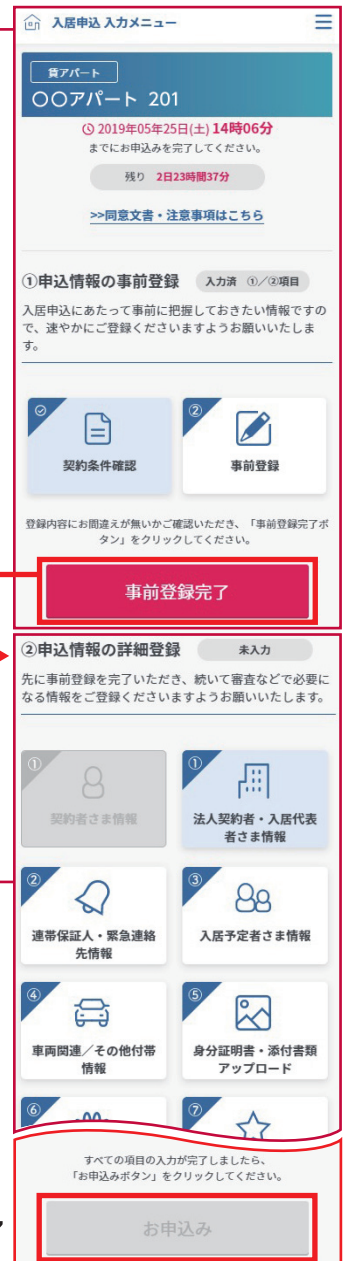 入居申込 入力メニュー
賃アパート
〇〇アパート 201
2019年05年25日(土) 14時06分
までにお申込みを完了してください。
残り 2日23時間37分
>>同意文書・注意事項はこちら
①申込情報の事前登録 入力済 ①／②項目
入居申込にあたって事前に把握しておきたい情報ですの
で、速やかにご登録くださいますようお願いいたしま
す。
②
契約条件確認 事前登録
登録内容にお間違えが無いかご確認いただき、「事前登録完了ボ
タン」をクリックしてください。
事前登録完了
②申込情報の詳細登録 未入力
先に事前登録を完了いただき、続いて審査などで必要に
なる情報をご登録くださいますようお願いいたします。
① ①
契約者さま情報 法人契約者・入居代表
者さま情報
② ③
連帯保証人・緊急連絡 入居予定者さま情報
先情報
④ ⑤
車両関連／その他付帯 身分証明書・添付書類
情報 アップロード
⑥ ⑦
すべての項目の入力が完了しましたら、
「お申込みボタン」をクリックしてください。
お申込み